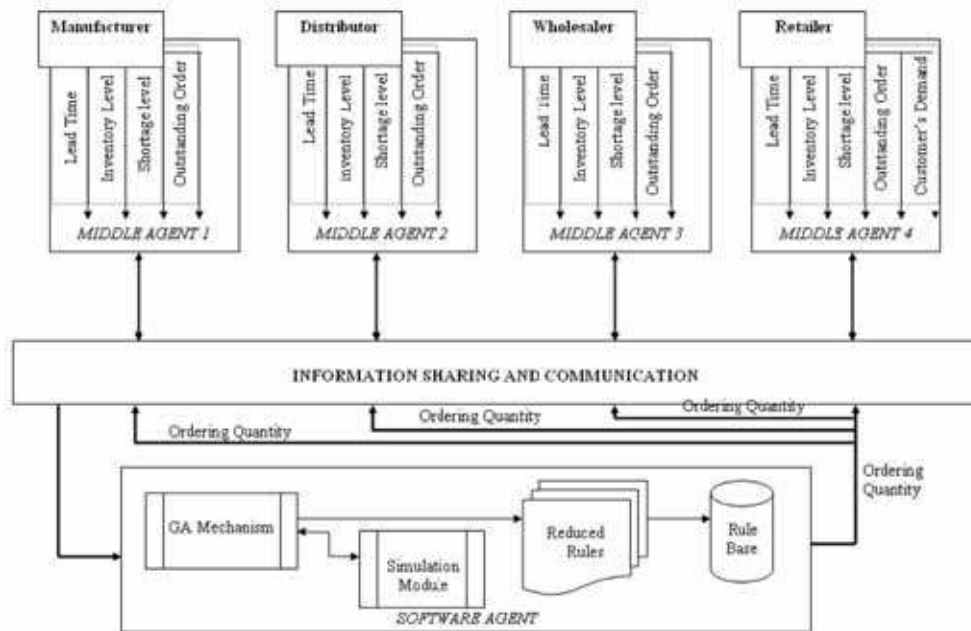 Manufacturer
Distributor
Wholesaler
Retailer
Lead Time
Inventory Level
Shortage level
Outstanding Order
Lead Time
inventory Level
Shortage level
Outstanding Order
Lead Time
Inventory Level
Shortage level
Outstanding Order
Lead Time
Inventory Level
Shortage level
Outstanding Order
Customer's Demand
MIDDLE AGENT 1
MIDDLE AGENT 2
MIDDLE AGENT 3
MIDDLE AGENT 4
INFORMATION SHARING AND COMMUNICATION
Ordering Quantity
Ordering Quantity
Ordering Quantity
Ordering
Quantity
GA Mechanism
Simulation
Module
Reduced
Rules
Rule
Base
SOFTWARE AGENT